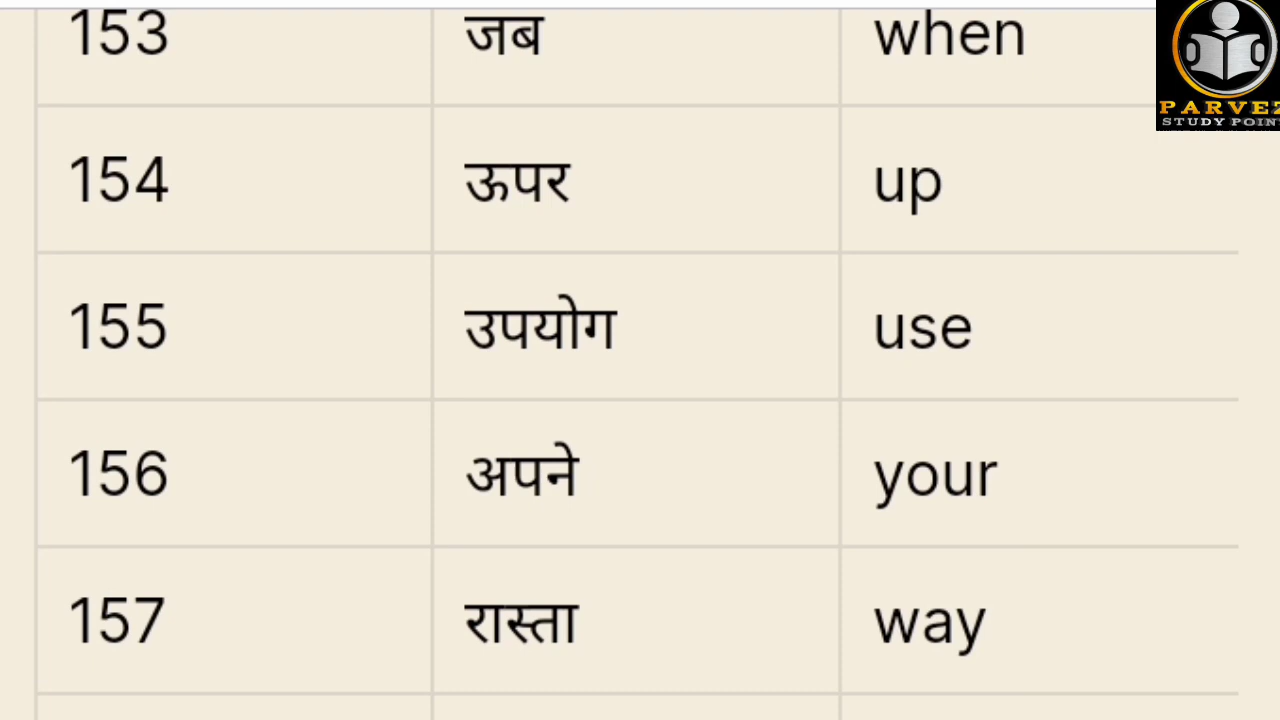 153 जब when
PARVEZ
STUDY POINT
154 ऊपर up
155 उपयोग use
156 अपने your
157 रास्ता way